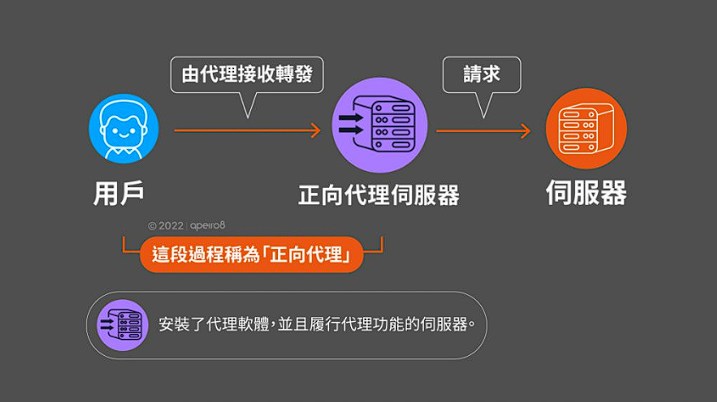 由代理接收轉發
請求
用戶
正向代理伺服器
伺服器
© 2022 | apeiro8
這段過程稱為「正向代理」
安裝了代理軟體,並且履行代理功能的伺服器。